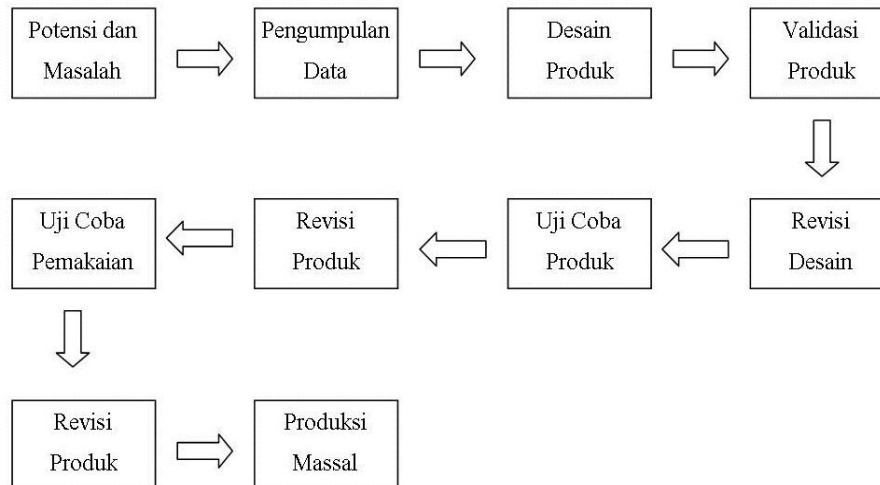 Potensi dan
Masalah
Pengumpulan
Data
Desain
Produk
Validasi
Produk
Revisi
Desain
Uji Coba
Produk
Revisi
Produk
Uji Coba
Pemakaian
Revisi
Produk
Produksi
Massal